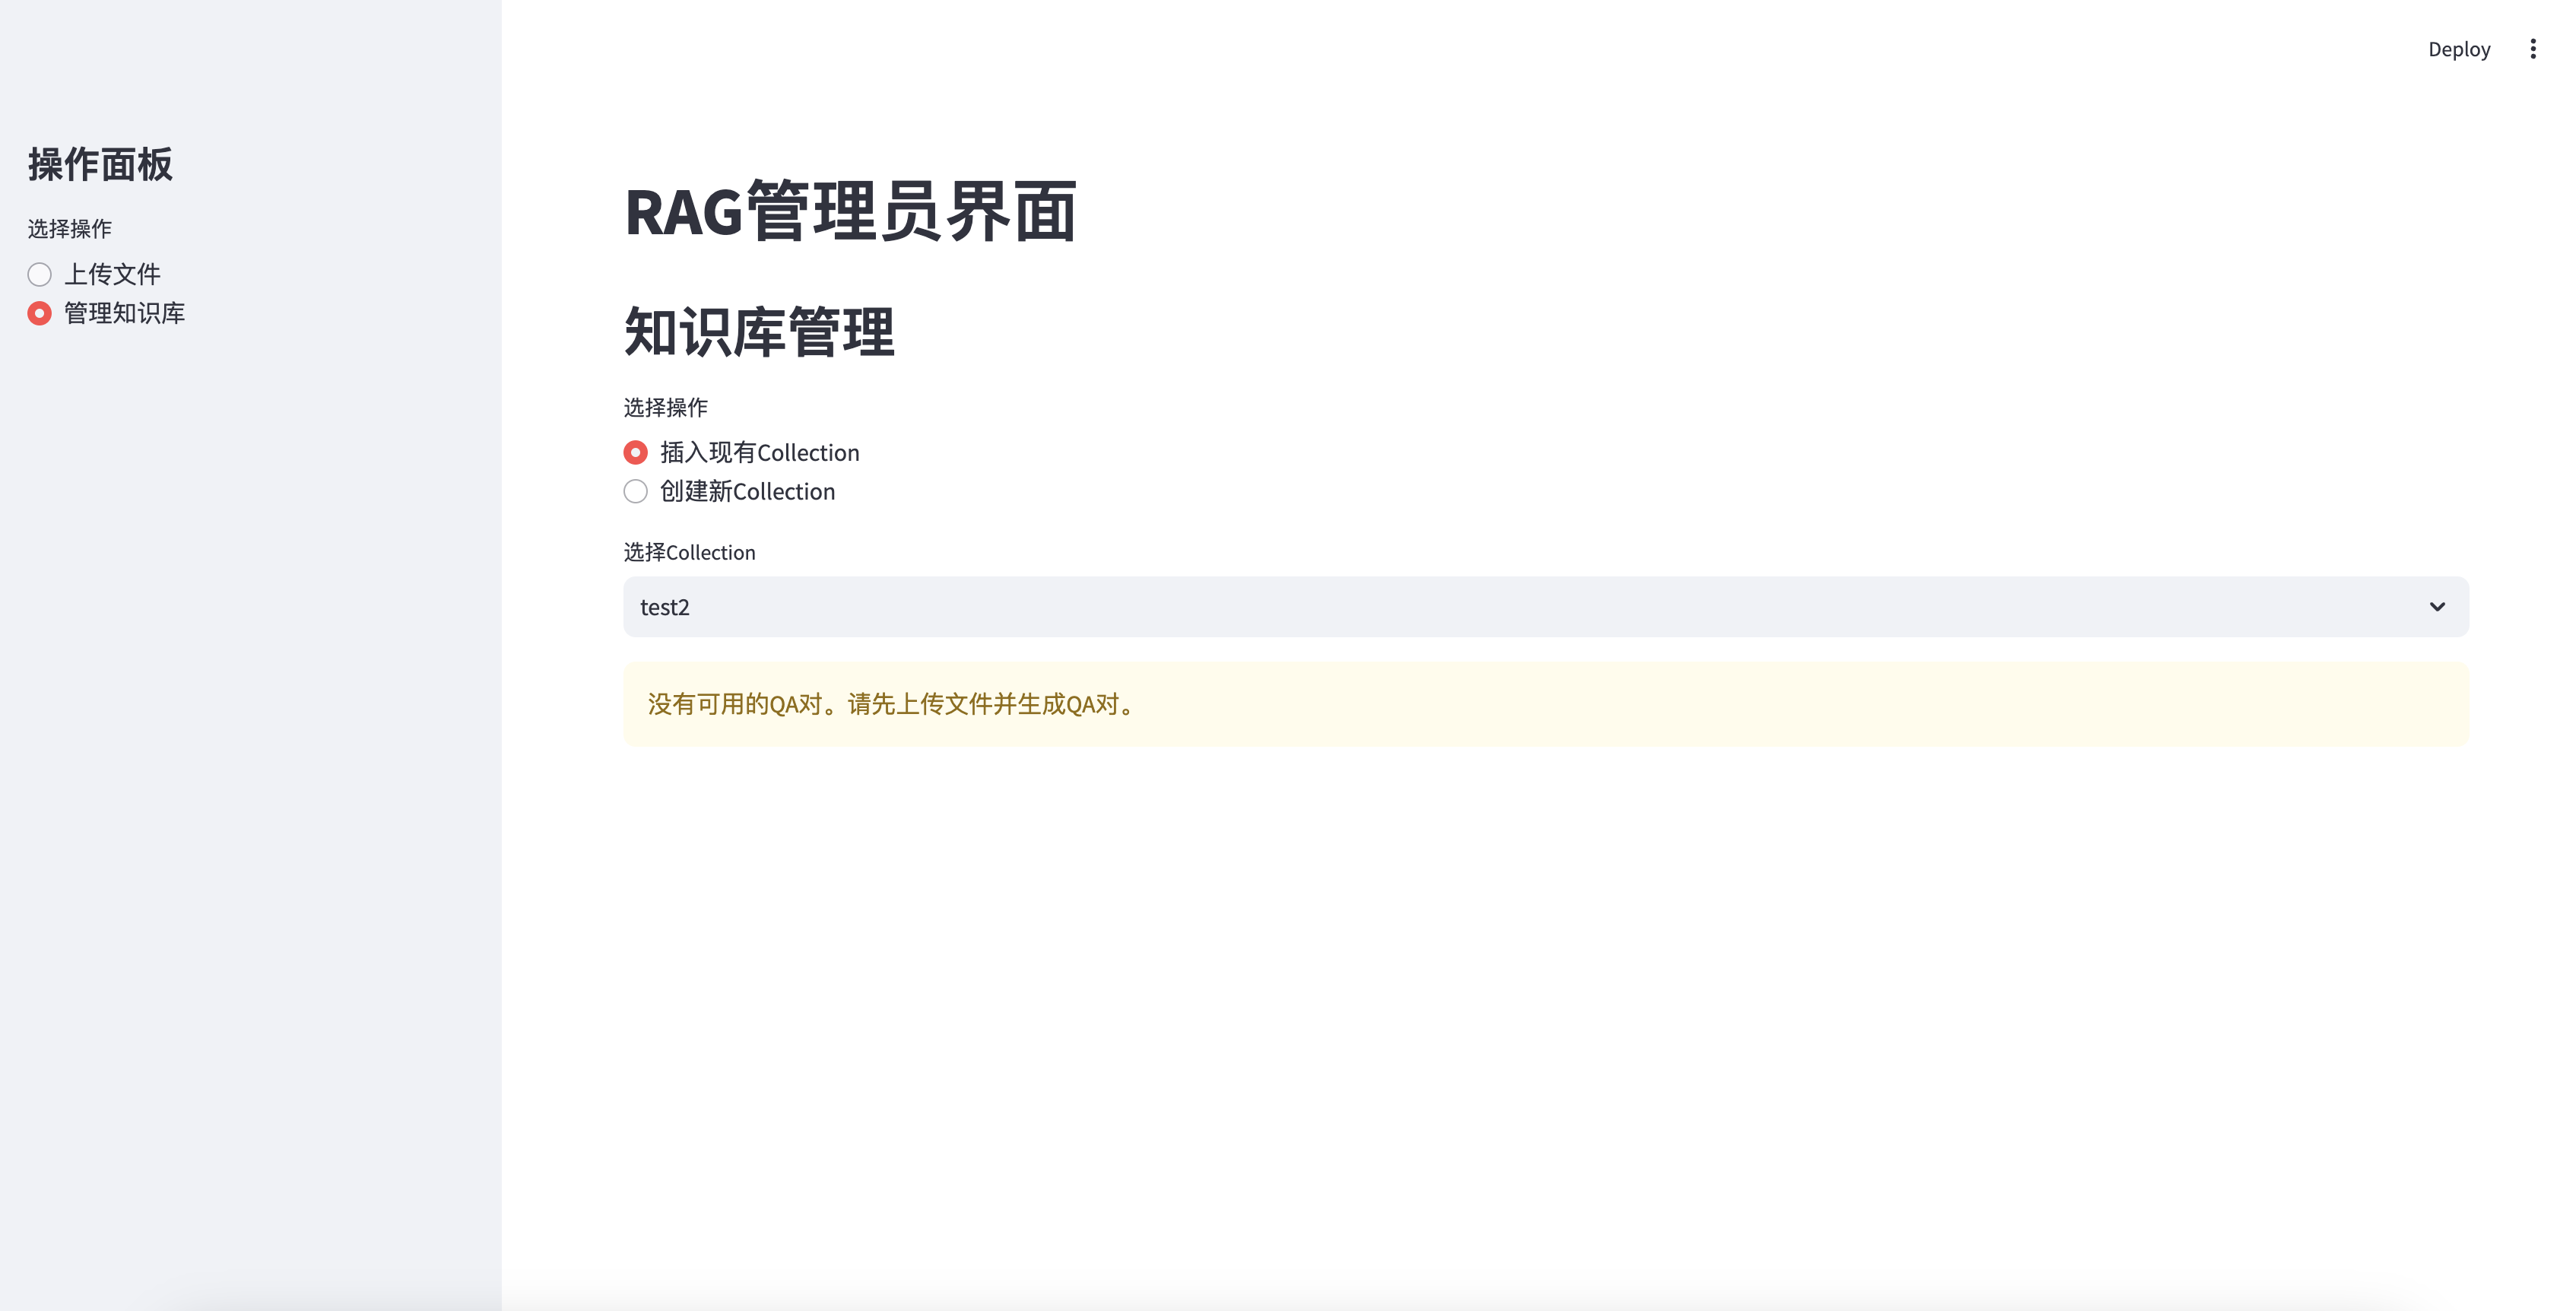 Deploy
操作面板
选择操作
上传文件
管理知识库
RAG管理员界面
知识库管理
选择操作
插入现有Collection
创建新Collection
选择Collection
test2
没有可用的QA对。请先上传文件并生成QA对。